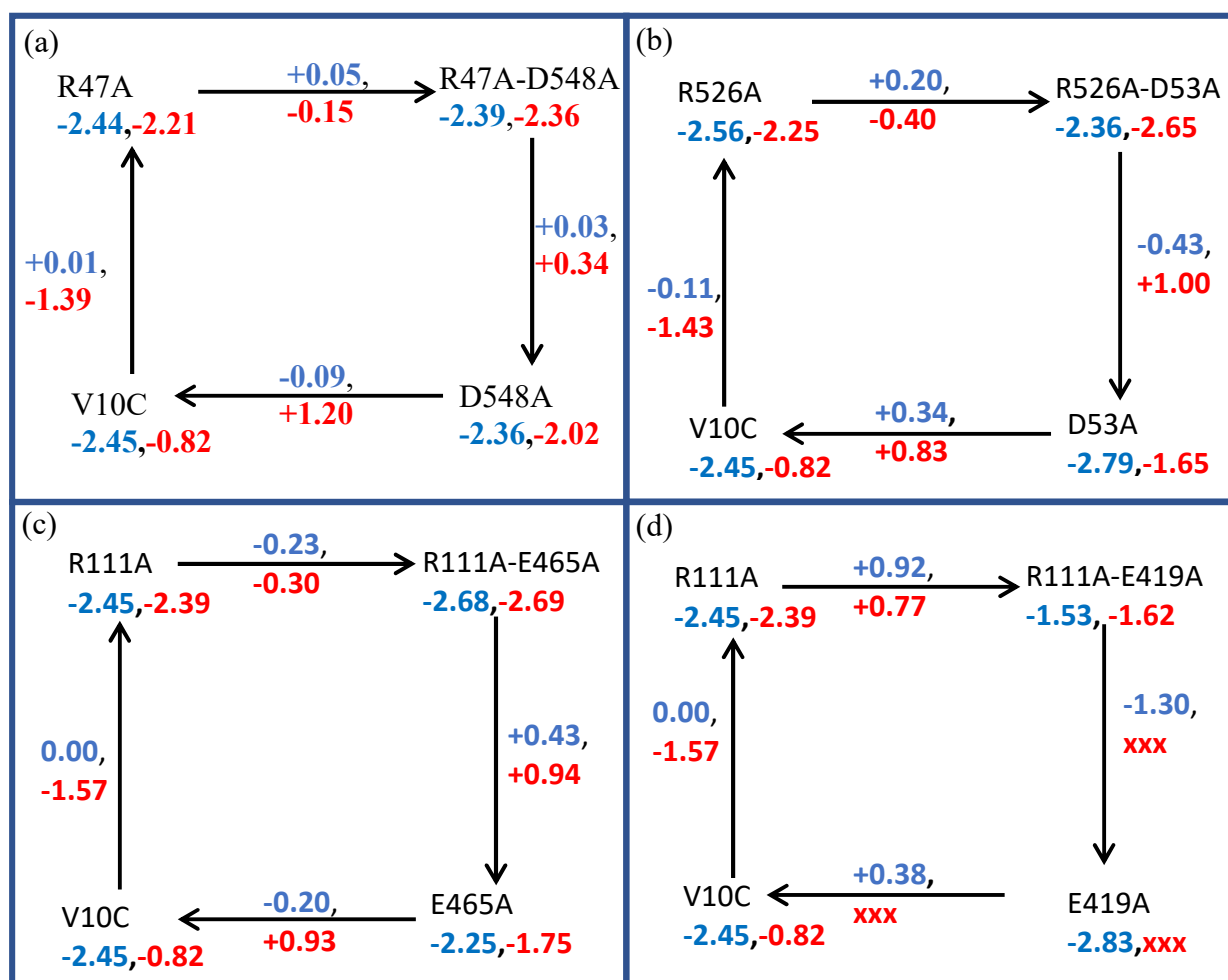 (a)
R47A
-2.44,-2.21
+0.05,
-0.15
R47A-D548A
-2.39,-2.36
+0.01,
-1.39
+0.03,
+0.34
V10C
-2.45,-0.82
-0.09,
+1.20
D548A
-2.36,-2.02
(b)
R526A
-2.56,-2.25
+0.20,
-0.40
R526A-D53A
-2.36,-2.65
-0.11,
-1.43
-0.43,
+1.00
V10C
-2.45,-0.82
+0.34,
+0.83
D53A
-2.79,-1.65
(c)
R111A
-2.45,-2.39
-0.23,
-0.30
R111A-E465A
-2.68,-2.69
0.00,
-1.57
+0.43,
+0.94
V10C
-2.45,-0.82
-0.20,
+0.93
E465A
-2.25,-1.75
(d)
R111A
-2.45,-2.39
+0.92,
+0.77
R111A-E419A
-1.53, -1.62
0.00,
-1.57
-1.30,
xxx
V10C
-2.45,-0.82
+0.38,
xxx
E419A
-2.83,xxx